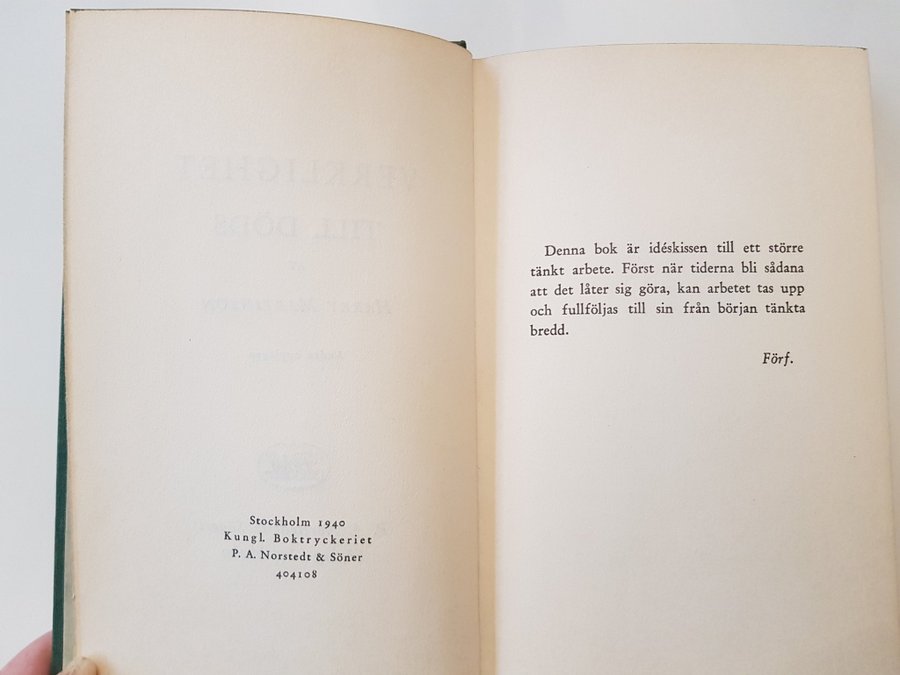 Stockholm 1940
Kungl. Boktryckeriet
P. A. Norstedt & Söner
404108
Denna bok är idéskissen till ett större
tänkt arbete. Först när tiderna bli sådana
att det låter sig göra, kan arbetet tas upp
och fullföljas till sin från början tänkta
bredd.
Förf.